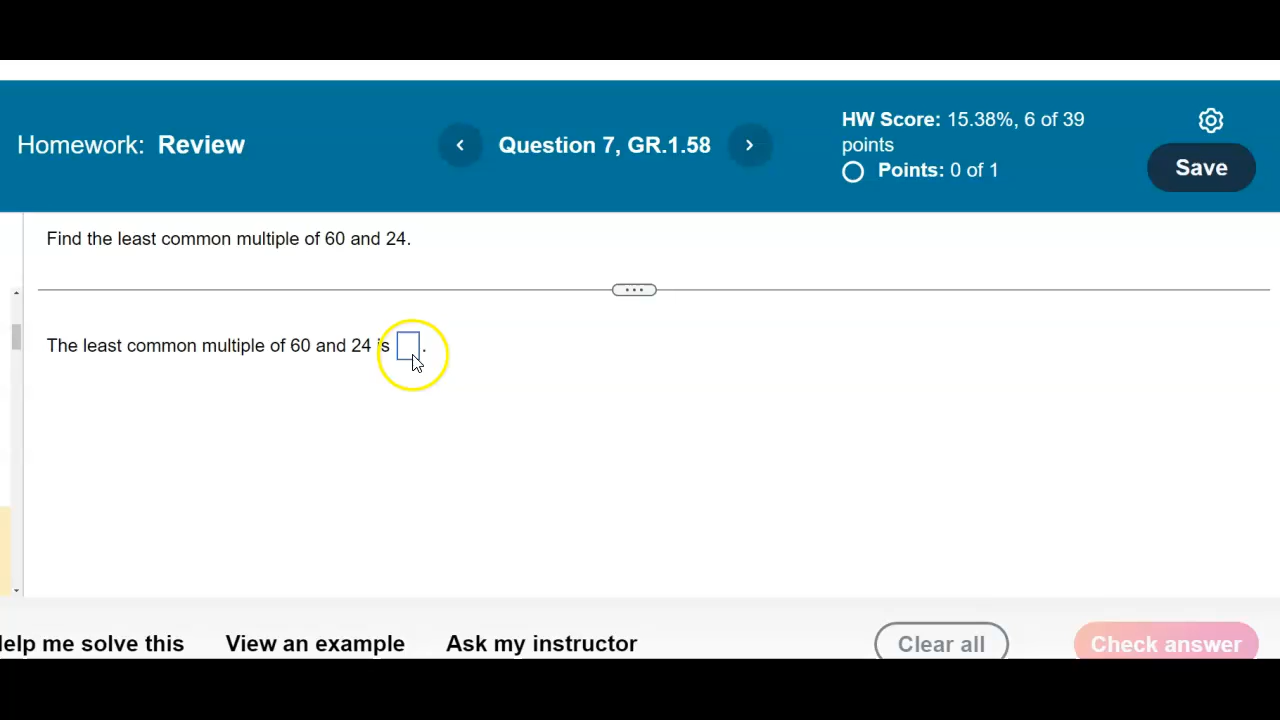 Homework: Review
Question 7, GR.1.58
HW Score: 15.38%, 6 of 39
points
Points: 0 of 1
Save
Find the least common multiple of 60 and 24.
The least common multiple of 60 and 24 is .
elp me solve this
View an example
Ask my instructor
Clear all
Check answer